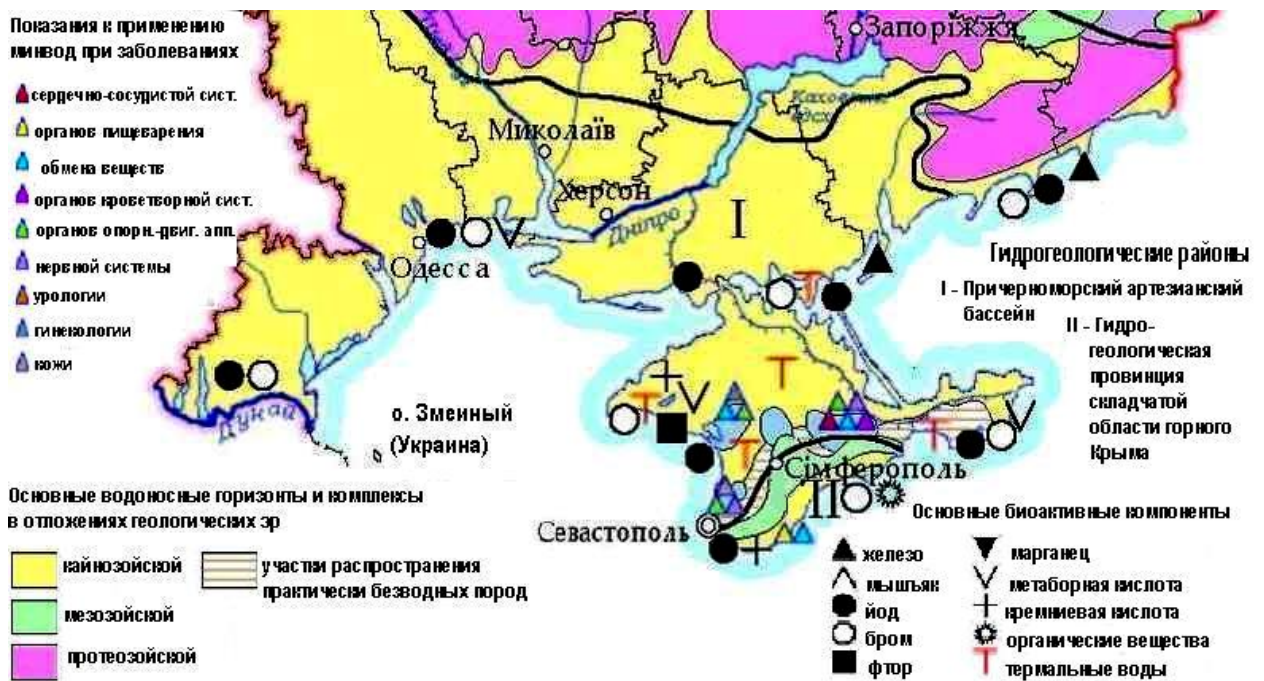 Показания к применению
минвод при заболеваниях
сердечно-сосудистой сист.
органов пищеварения
обмена веществ
органов кроветворной сист.
органов опорн.-двиг. апп.
нервной системы
урологии
гинекологии
кожи
Запоріжжя
Миколаїв
Херсон
Дніпро
I
Одесса
Дунай
о. Змеиный
(Украина)
Гидрогеологические районы
I - Причерноморский артезианский
бассейн
II - Гидро-
геологическая
провинция
складчатой
области горного
Крыма
Сімферополь
II
Севастополь
Основные водоносные горизонты и комплексы
в отложениях геологических эр
кайнозойской
мезозойской
протеозойской
участки распространения
практически безводных пород
Основные биоактивные компоненты
железо
мышьяк
йод
бром
фтор
марганец
метаборная кислота
кремниевая кислота
органические вещества
термальные воды